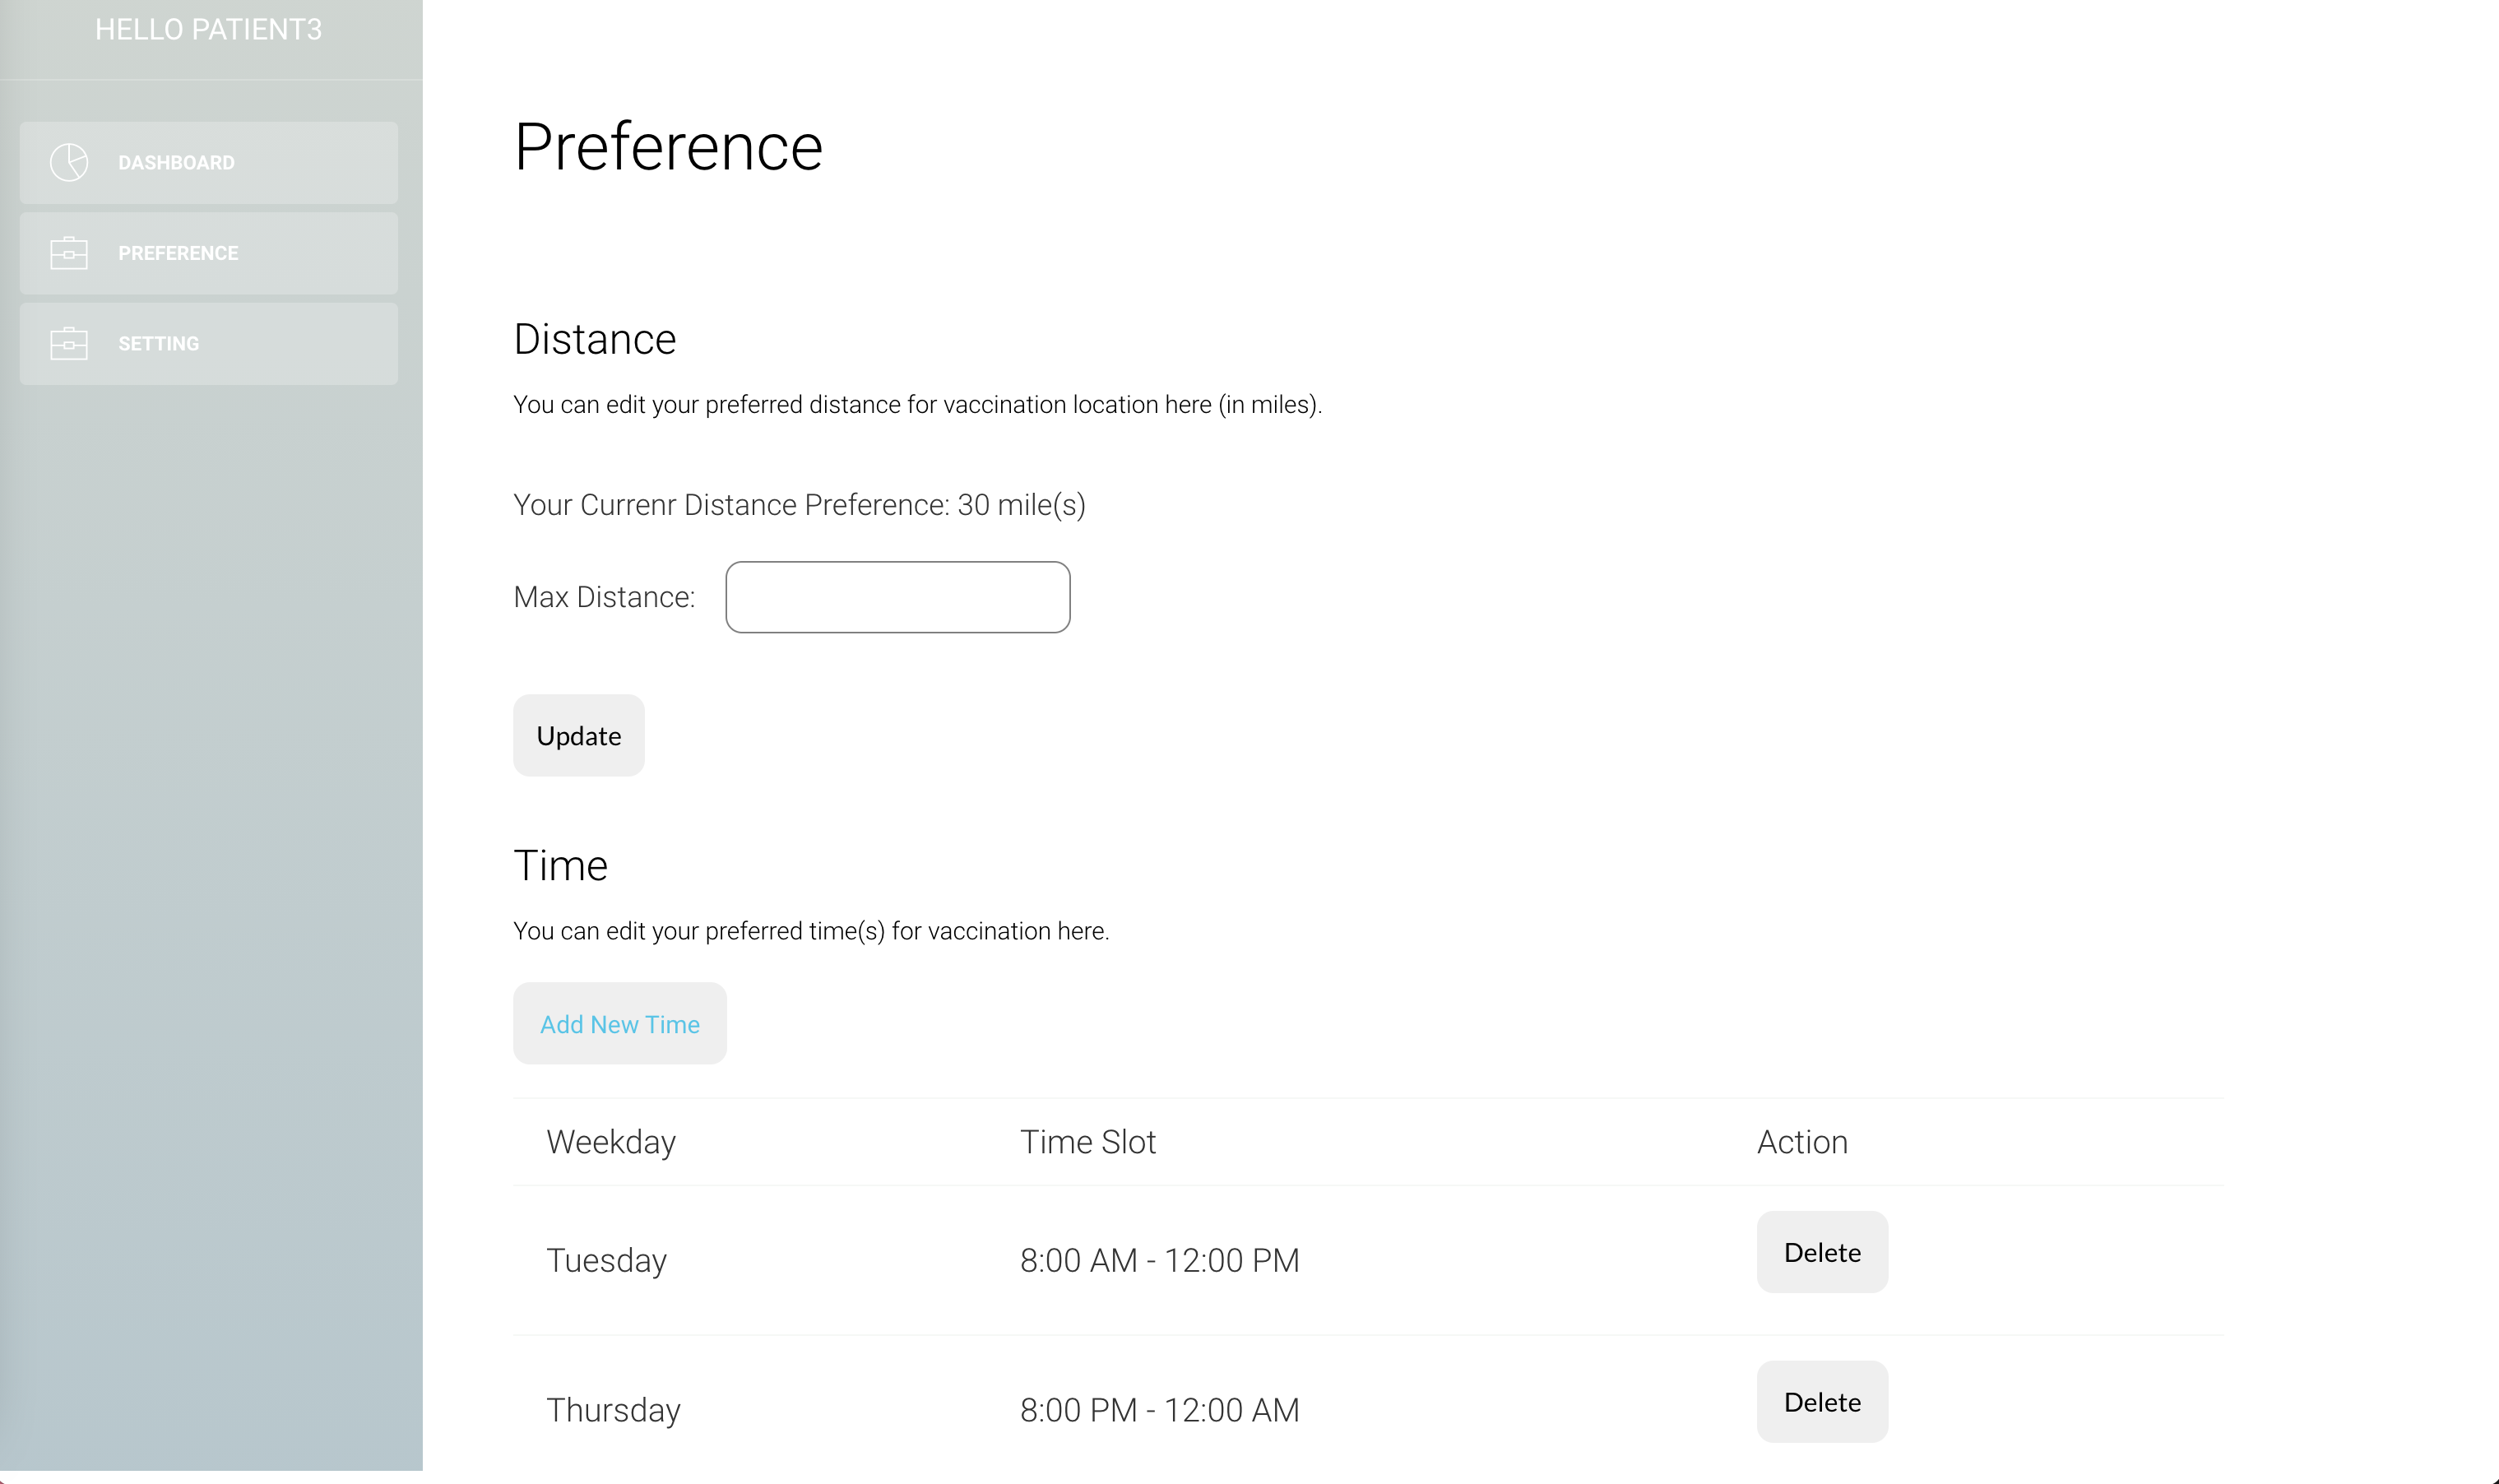 HELLO PATIENT3
DASHBOARD
PREFERENCE
SETTING
Preference
Distance
You can edit your preferred distance for vaccination location here (in miles).
Your Currenr Distance Preference: 30 mile(s)
Max Distance:
Update
Time
You can edit your preferred time(s) for vaccination here.
Add New Time
Weekday Time Slot Action
Tuesday 8:00 AM - 12:00 PM Delete
Thursday 8:00 PM - 12:00 AM Delete